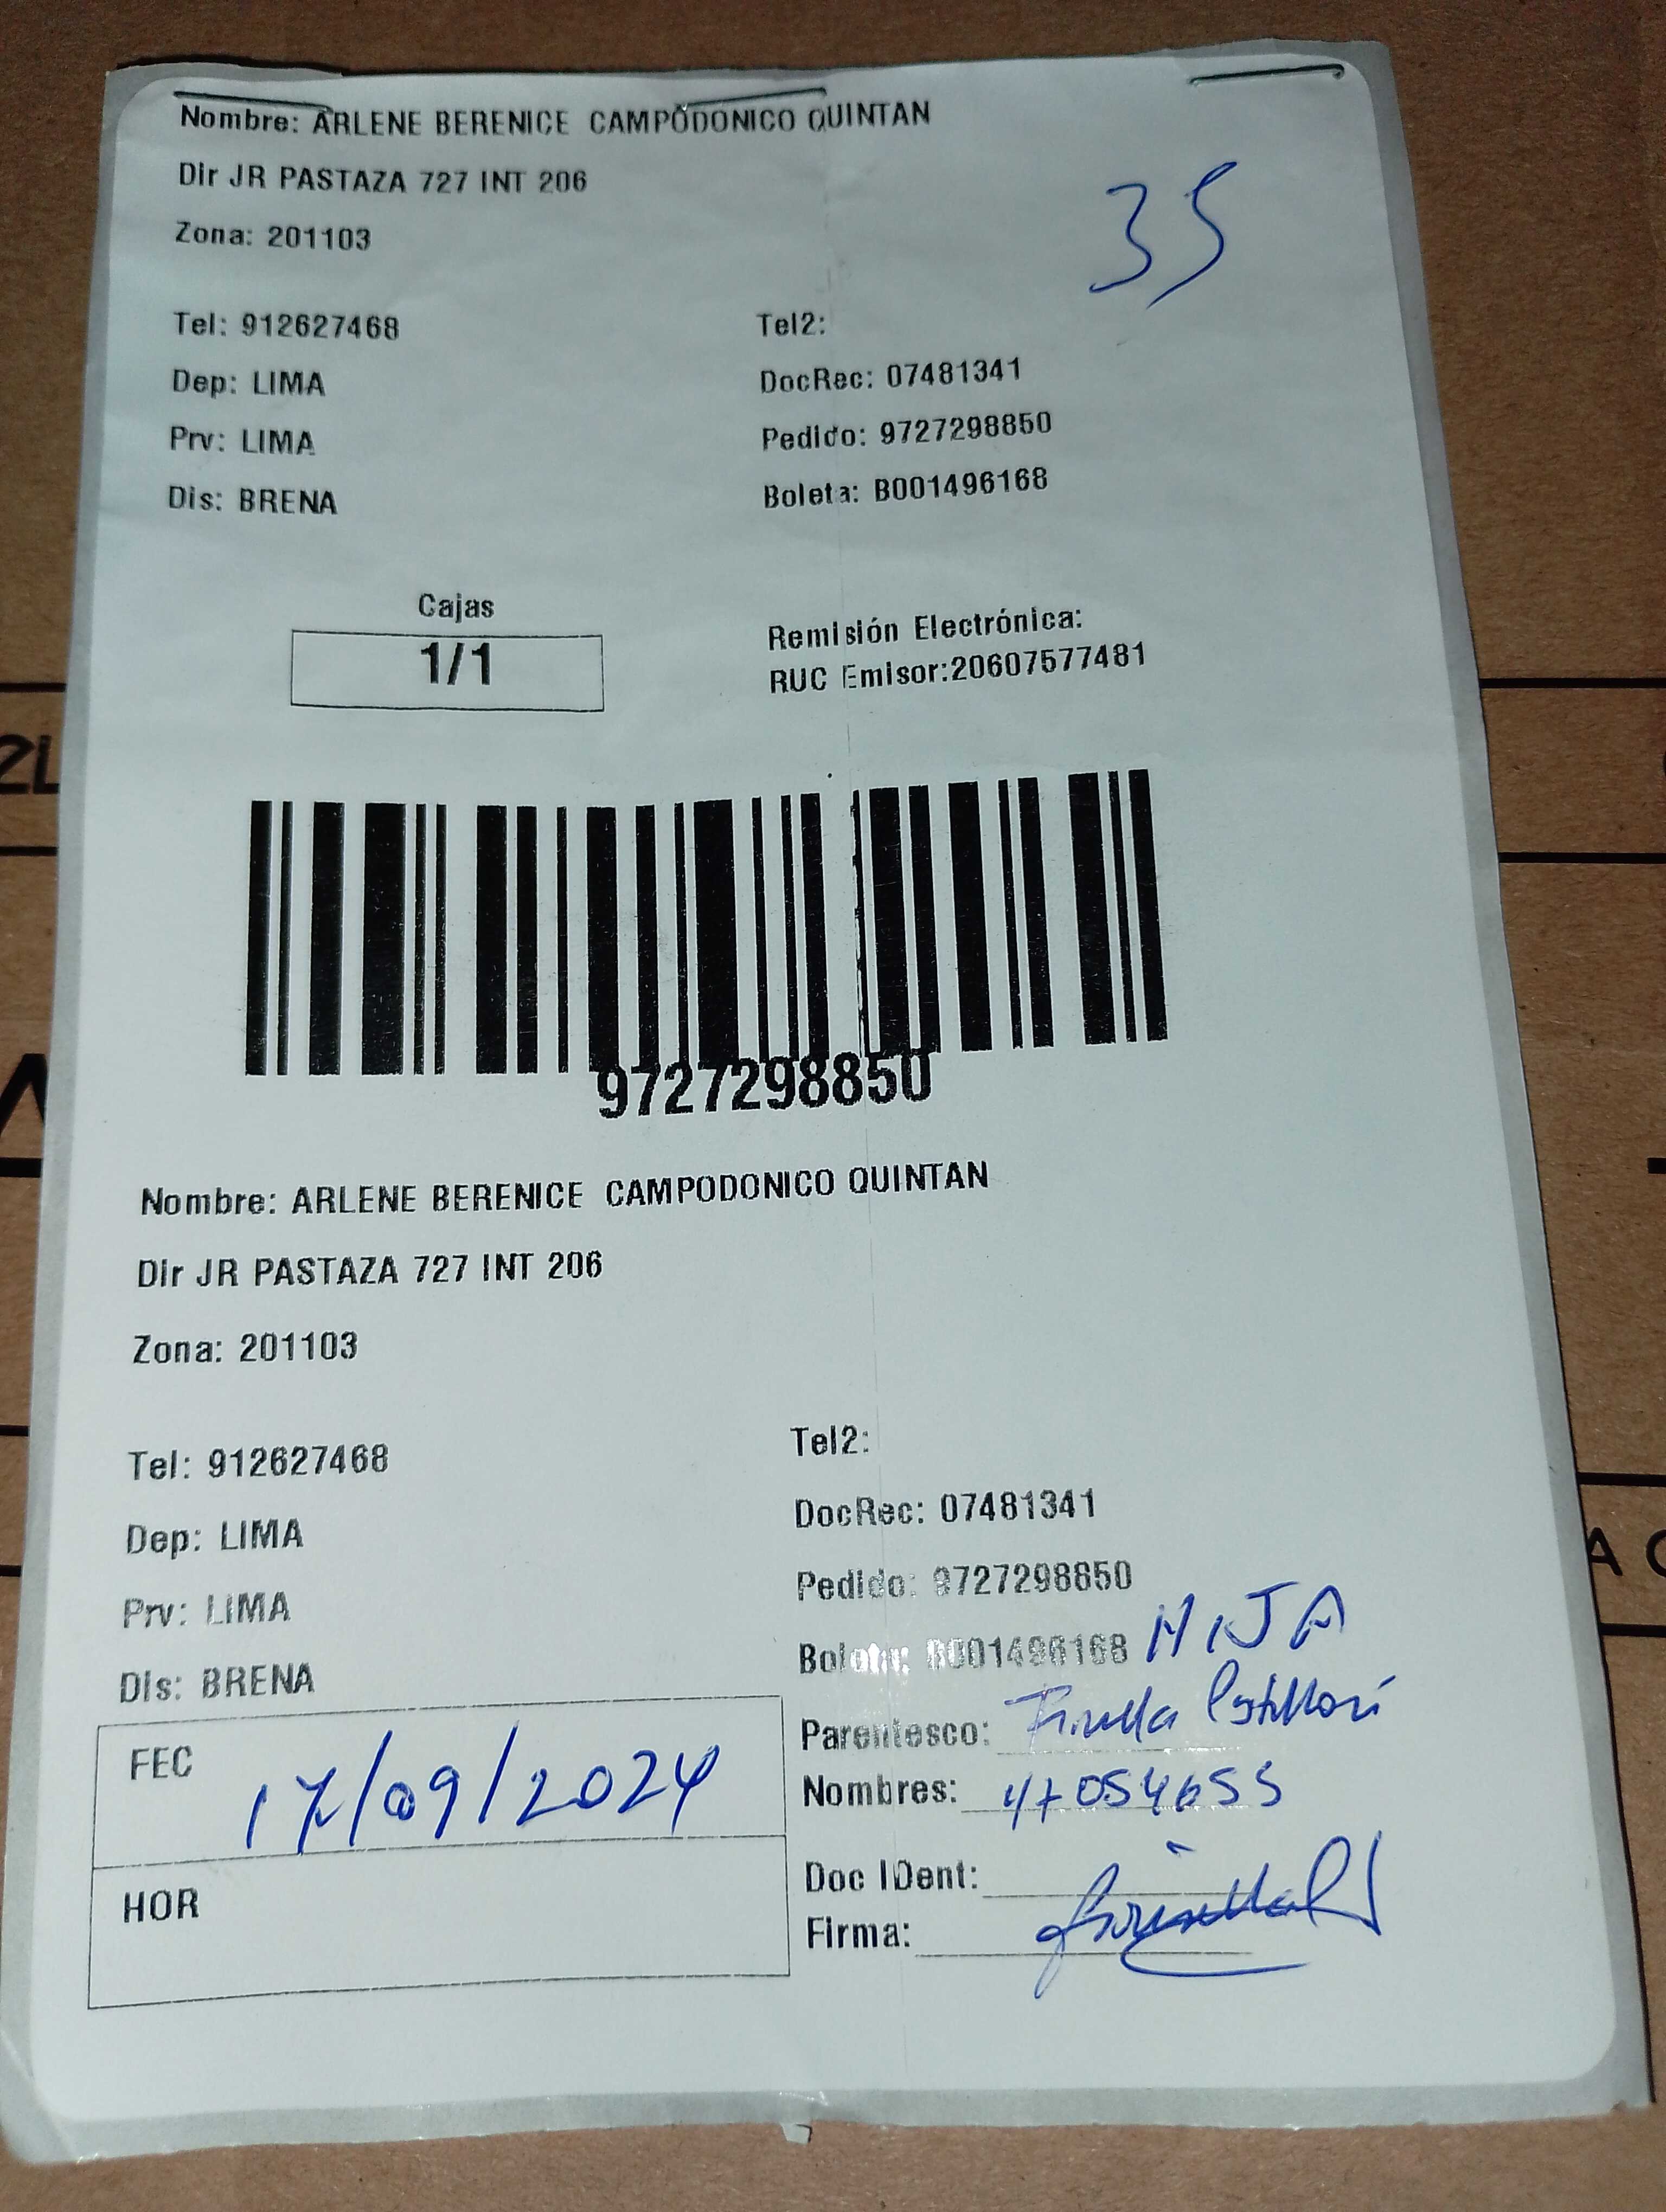 Nombre: ARLENE BERENICE CAMPODONICO QUINTAN
Dir JR PASTAZA 727 INT 206
35
Zona: 201103
Tel: 912627468
Tel2:
Dep: LIMA
DocRec: 07481341
Prv: LIMA
Pedido: 9727298850
Dis: BRENA
Boleta: B001496168
Cajas
1/1
Remisión Electrónica:
RUC Emisor:20607577481
9727298850
Nombre: ARLENE BERENICE CAMPODONICO QUINTAN
Dir JR PASTAZA 727 INT 206
Zona: 201103
Tel: 912627468
Tel2:
Dep: LIMA
DocRec: 07481341
Prv: LIMA
Pedido: 9727298850
Dis: BRENA
Boleta: B001496168 HIJA
FEC 17/09/2024
HOR
Parentesco:
Nombres: 47054653
Doc IDent:
Firma: